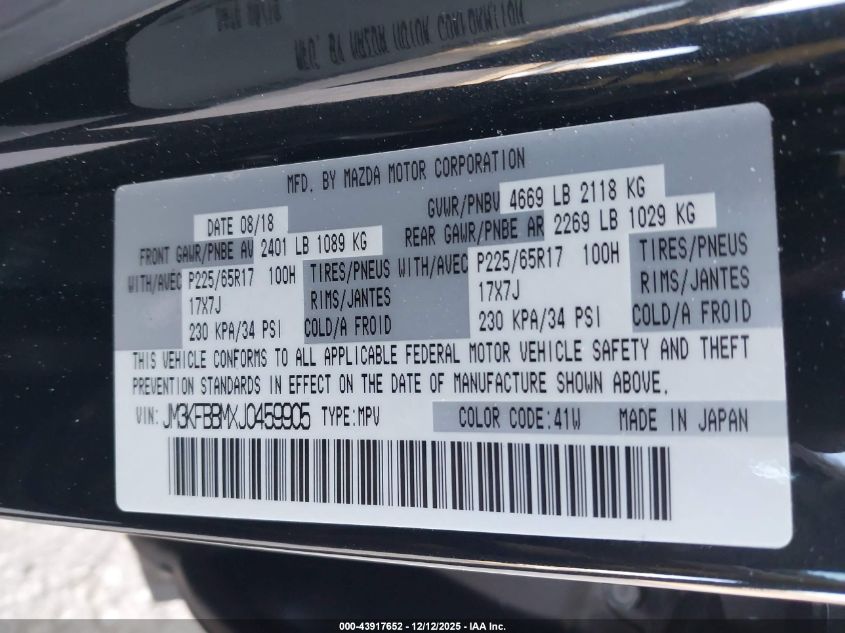 MFD. BY MAZDA MOTOR CORPORATION
DATE 08/18 GVWR/PNBV 4669 LB 2118 KG
FRONT GAWR/PNBE AV 2401 LB 1089 KG REAR GAWR/PNBE AR 2269 LB 1029 KG
WITH/AVEC P225/65R17 100H TIRES/PNEUS WITH/AVEC P225/65R17 100H TIRES/PNEUS
17X7J RIMS/JANTES 17X7J RIMS/JANTES
230 KPA/34 PSI COLD/A FROID 230 KPA/34 PSI COLD/A FROID
THIS VEHICLE CONFORMS TO ALL APPLICABLE FEDERAL MOTOR VEHICLE SAFETY AND THEFT
PREVENTION STANDARDS IN EFFECT ON THE DATE OF MANUFACTURE SHOWN ABOVE.
VIN: JM3KFBBMXJ0459905 TYPE:MPV COLOR CODE:41W MADE IN JAPAN
000-43917652 - 12/12/2025 - IAA Inc.